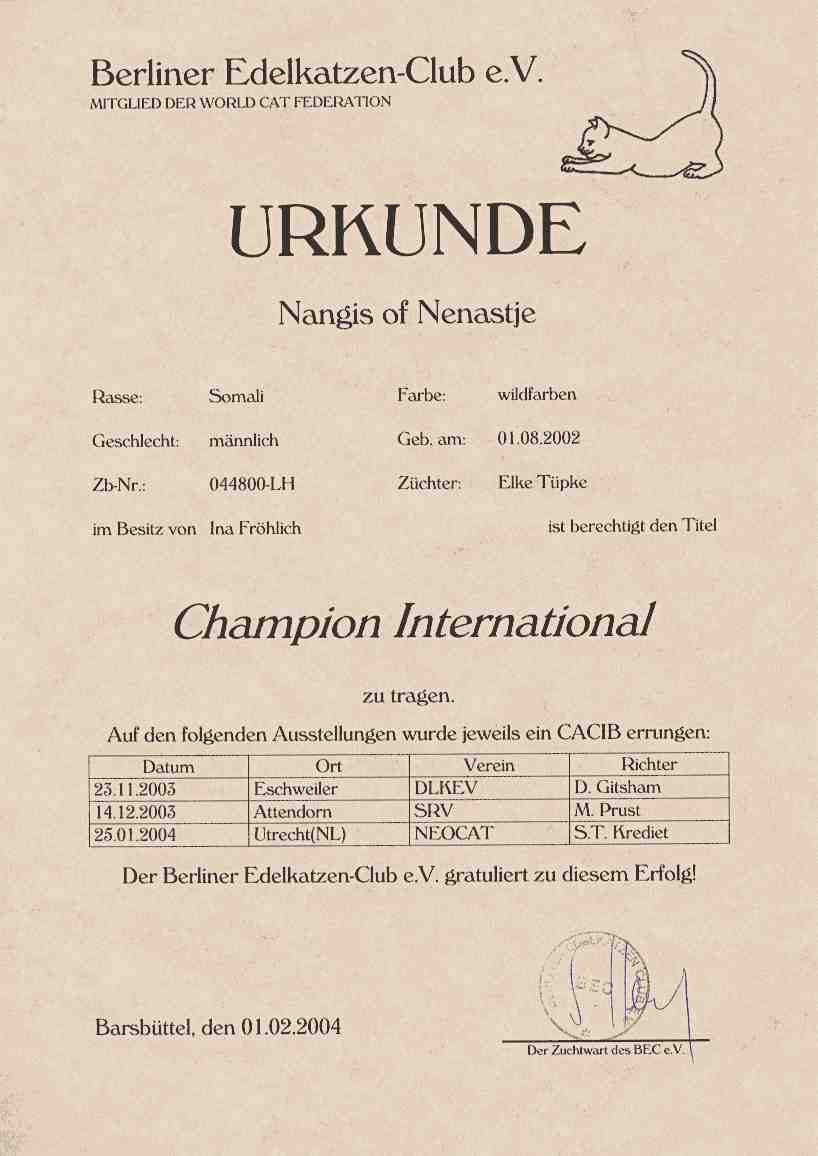 Berliner Edelkatzen-Club e.V.
MITGLIED DER WORLD CAT FEDERATION
URKUNDE
Nangis of Nenastje
Rasse: Somali Farbe: wildfarben
Geschlecht: männlich Geb. am: 01.08.2002
Zb-Nr.: 044800-LH Züchter: Elke Tüpke
im Besitz von Ina Fröhlich ist berechtigt den Titel
Champion International
zu tragen.
Auf den folgenden Ausstellungen wurde jeweils ein CACIB errungen:
Datum Ort Verein Richter
23.11.2003 Eschweiler DLKEV D. Gitsham
14.12.2003 Attendorn SRV M. Prust
25.01.2004 Utrecht(NL) NEOCAT S.T. Krediet
Der Berliner Edelkatzen-Club e.V. gratuliert zu diesem Erfolg!
BEC
Barsbüttel, den 01.02.2004
Der Zuchtwart des BEC e.V.